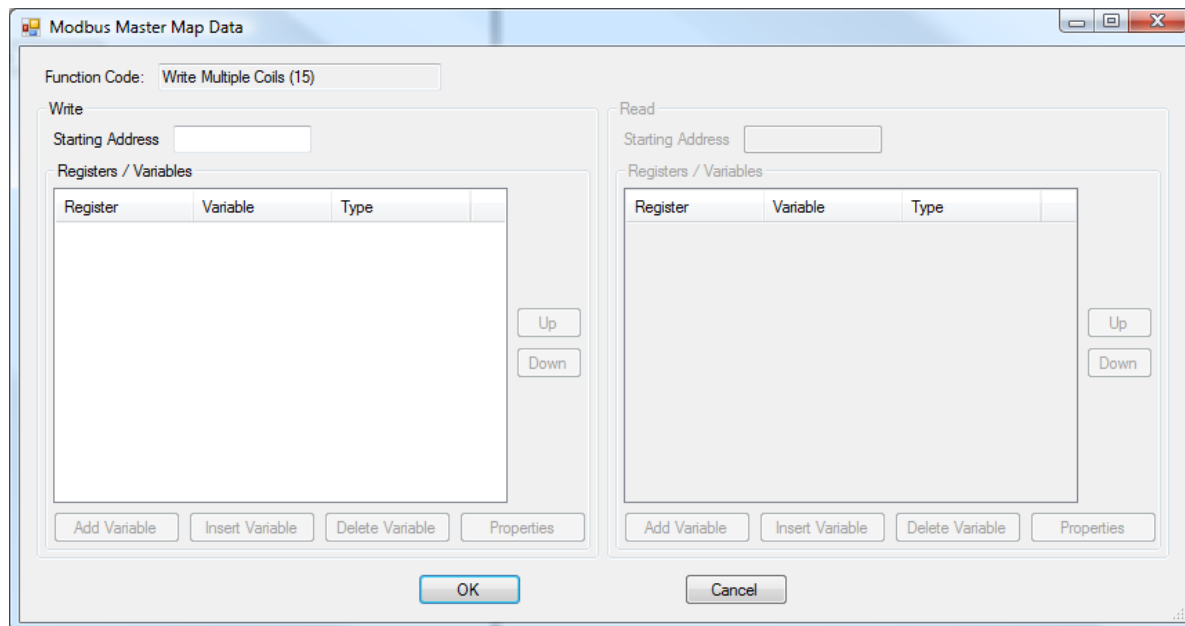 Modbus Master Map Data
Function Code: Write Multiple Coils (15)
Write
Starting Address
Registers / Variables
Register Variable Type
Up
Down
Add Variable Insert Variable Delete Variable Properties
Read
Starting Address
Registers / Variables
Register Variable Type
Up
Down
Add Variable Insert Variable Delete Variable Properties
OK Cancel